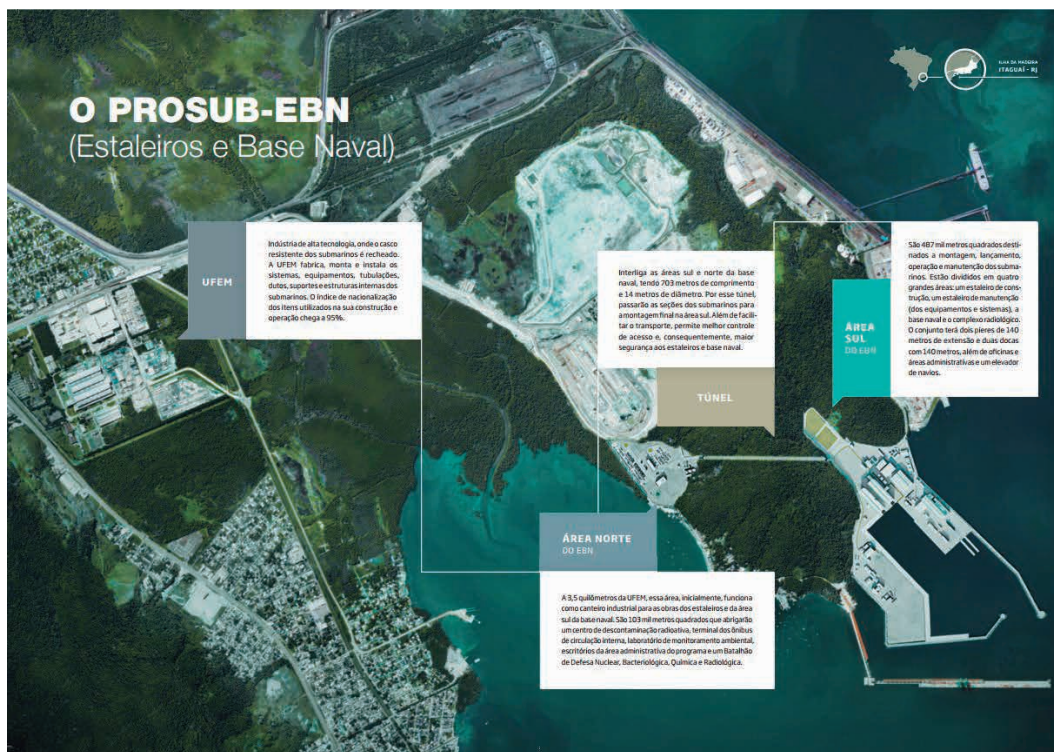 O PROSUB-EBN
(Estaleiros e Base Naval)
ILHA DA MADEIRA
ITAGUAÍ - RJ
UFEM
Indústria de alta tecnologia, onde o casco
resistente dos submarinos é recheado.
A UFEM fabrica, monta e instala os
sistemas, equipamentos, tubulações,
dutos, suportes e estruturas internas dos
submarinos. O índice de nacionalização
dos itens utilizados na sua construção e
operação chega a 95%.
Interliga as áreas sul e norte da base
naval, tendo 703 metros de comprimento
e 14 metros de diâmetro. Por esse túnel,
passarão as seções dos submarinos para
a montagem final na área sul. Além de facili-
tar o transporte, permite melhor controle
de acesso e, consequentemente, maior
segurança aos estaleiros e base naval.
TÚNEL
ÁREA
SUL
DO EBN
São 487 mil metros quadrados desti-
nados a montagem, lançamento,
operação e manutenção dos subma-
rinos. Estão divididos em quatro
grandes áreas: um estaleiro de cons-
trução, um estaleiro de manutenção
(dos equipamentos e sistemas), a
base naval e o complexo radiológico.
O conjunto terá dois píeres de 140
metros de extensão e duas docas
com 140 metros, além de oficinas e
áreas administrativas e um elevador
de navios.
ÁREA NORTE
DO EBN
A 3,5 quilômetros da UFEM, essa área, inicialmente, funciona
como canteiro industrial para as obras dos estaleiros e da área
sul da base naval. São 103 mil metros quadrados que abrigarão
um centro de descontaminação radioativa, terminal dos ônibus
de circulação interna, laboratório de monitoramento ambiental,
escritórios da área administrativa do programa e um Batalhão
de Defesa Nuclear, Bacteriológica, Química e Radiológica.